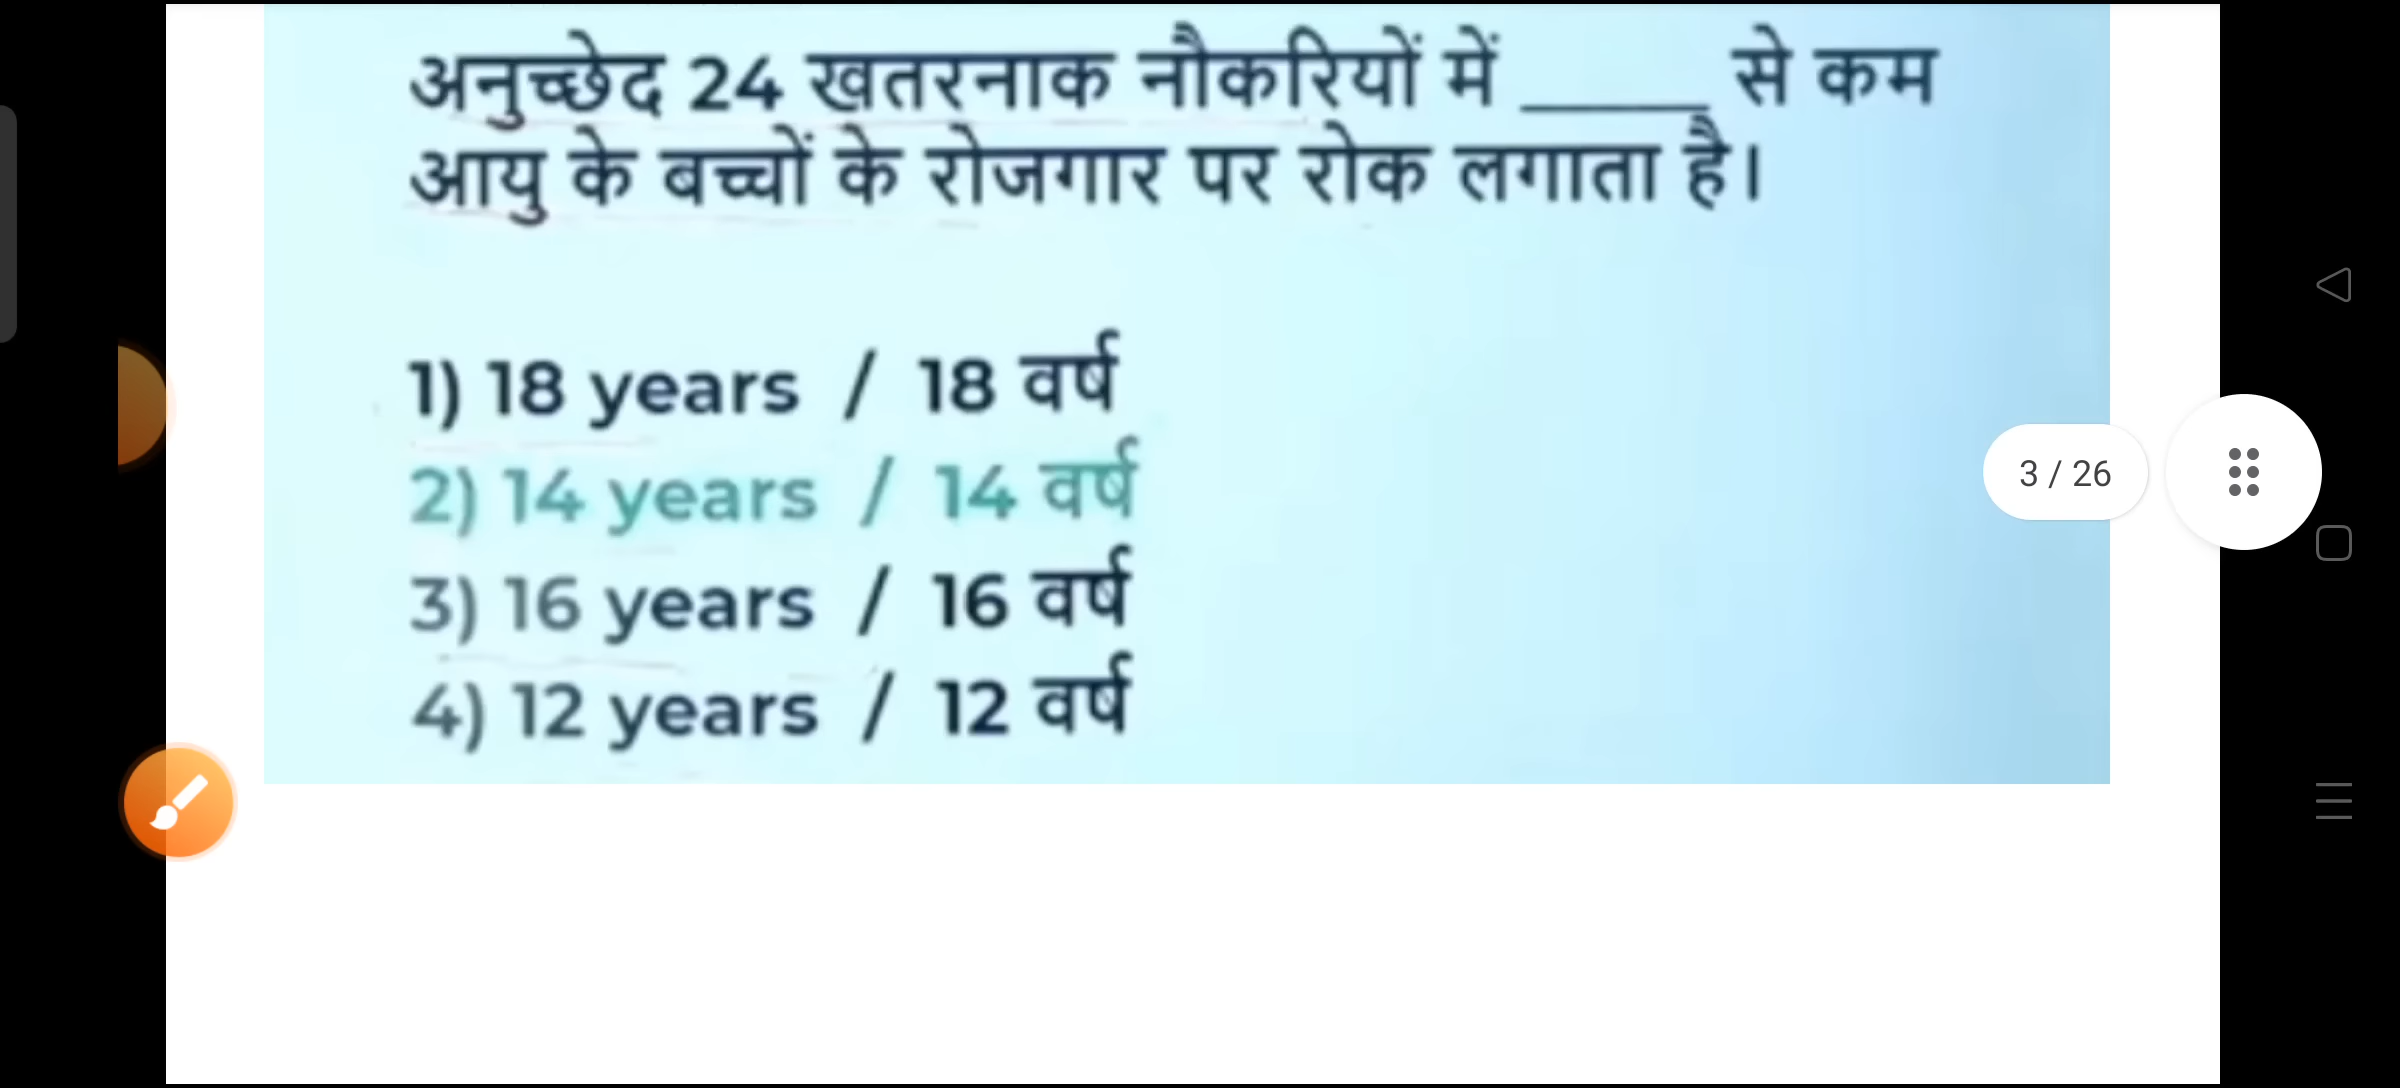 अनुच्छेद 24 खतरनाक नौकरियों में _____ से कम
आयु के बच्चों के रोजगार पर रोक लगाता है।
1) 18 years / 18 वर्ष
2) 14 years / 14 वर्ष
3) 16 years / 16 वर्ष
4) 12 years / 12 वर्ष
3 / 26